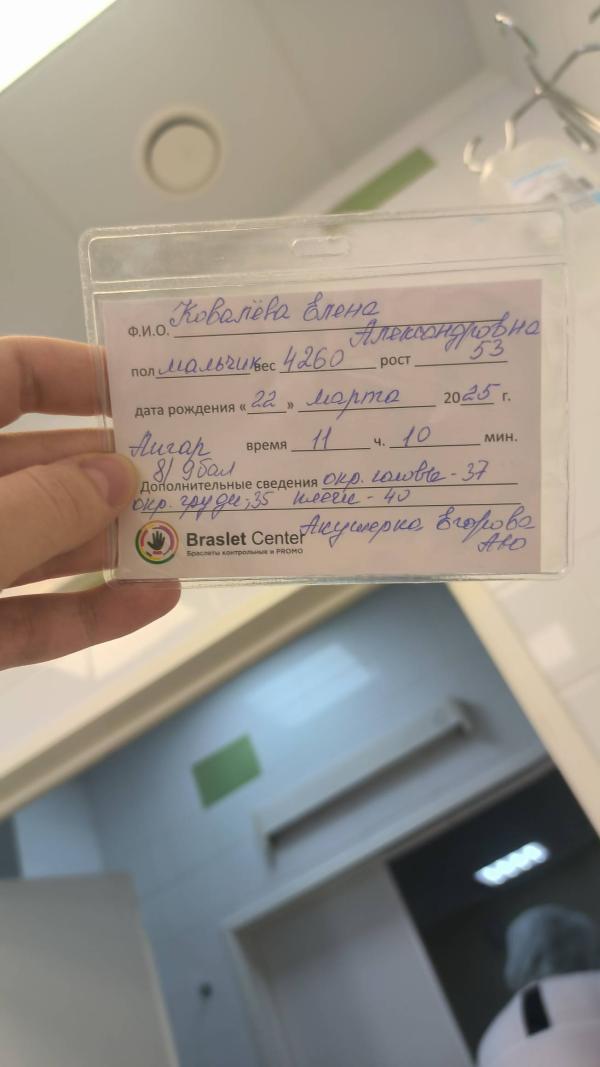 Ф.И.О. Ковалёва Елена
Александровна
пол мальчик вес 4260 рост 53
дата рождения « 22 » марта 2025 г.
Апгар время 11 ч. 10 мин.
8/ 9 бал
Дополнительные сведения окр. головы - 37
окр. груди; 35 плечи - 40
Braslet Center Акушерка Егорова
Браслеты контрольные и PROMO АЮ